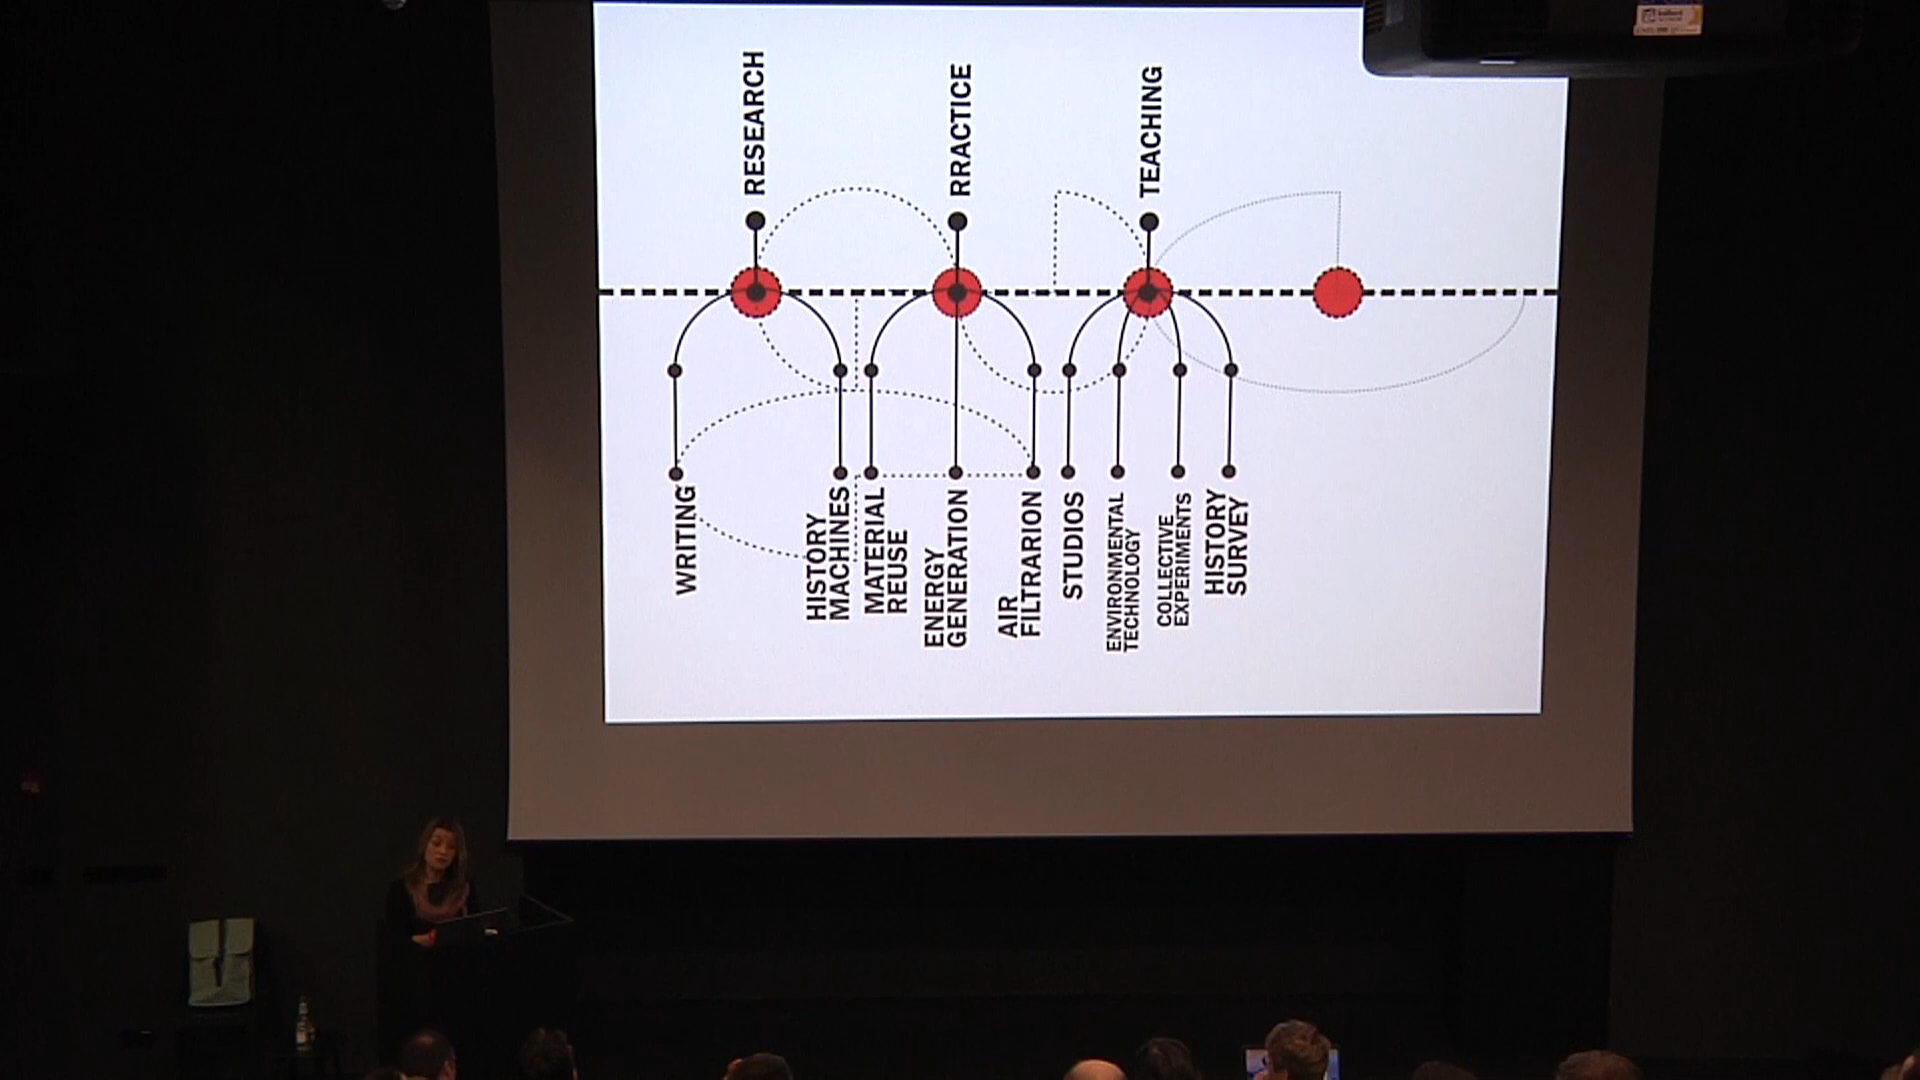 RESEARCH
RRACTICE
TEACHING
WRITING
HISTORY
MACHINES
MATERIAL
REUSE
ENERGY
GENERATION
AIR
FILTRARION
STUDIOS
ENVIRONMENTAL
TECHNOLOGY
COLLECTIVE
EXPERIMENTS
HISTORY
SURVEY